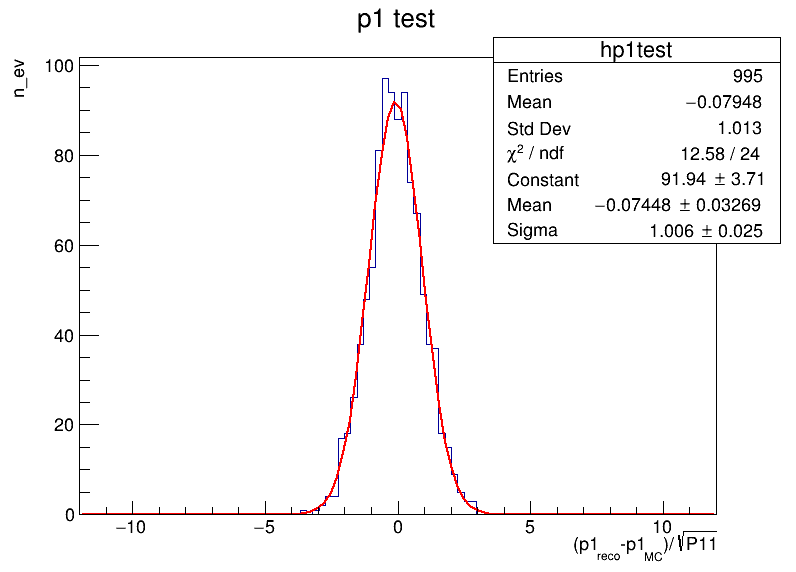 p1 test
hp1test
Entries 995
Mean −0.07948
Std Dev 1.013
χ² / ndf 12.58 / 24
Constant 91.94 ± 3.71
Mean −0.07448 ± 0.03269
Sigma 1.006 ± 0.025
n_ev
100
80
60
40
20
0
−10 −5 0 5 10
(p1reco-p1MC)/√P11